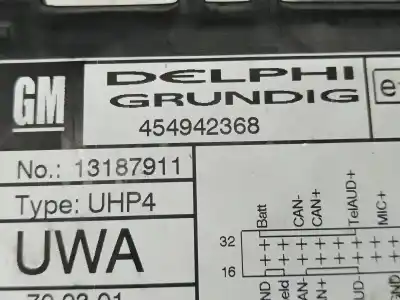 GM
DELPHI
GRUNDIG
454942368
No.: 13187911
Type: UHP4
UWA
Batt
CAN-
CAN+
TelAUD+
MIC+
32
16